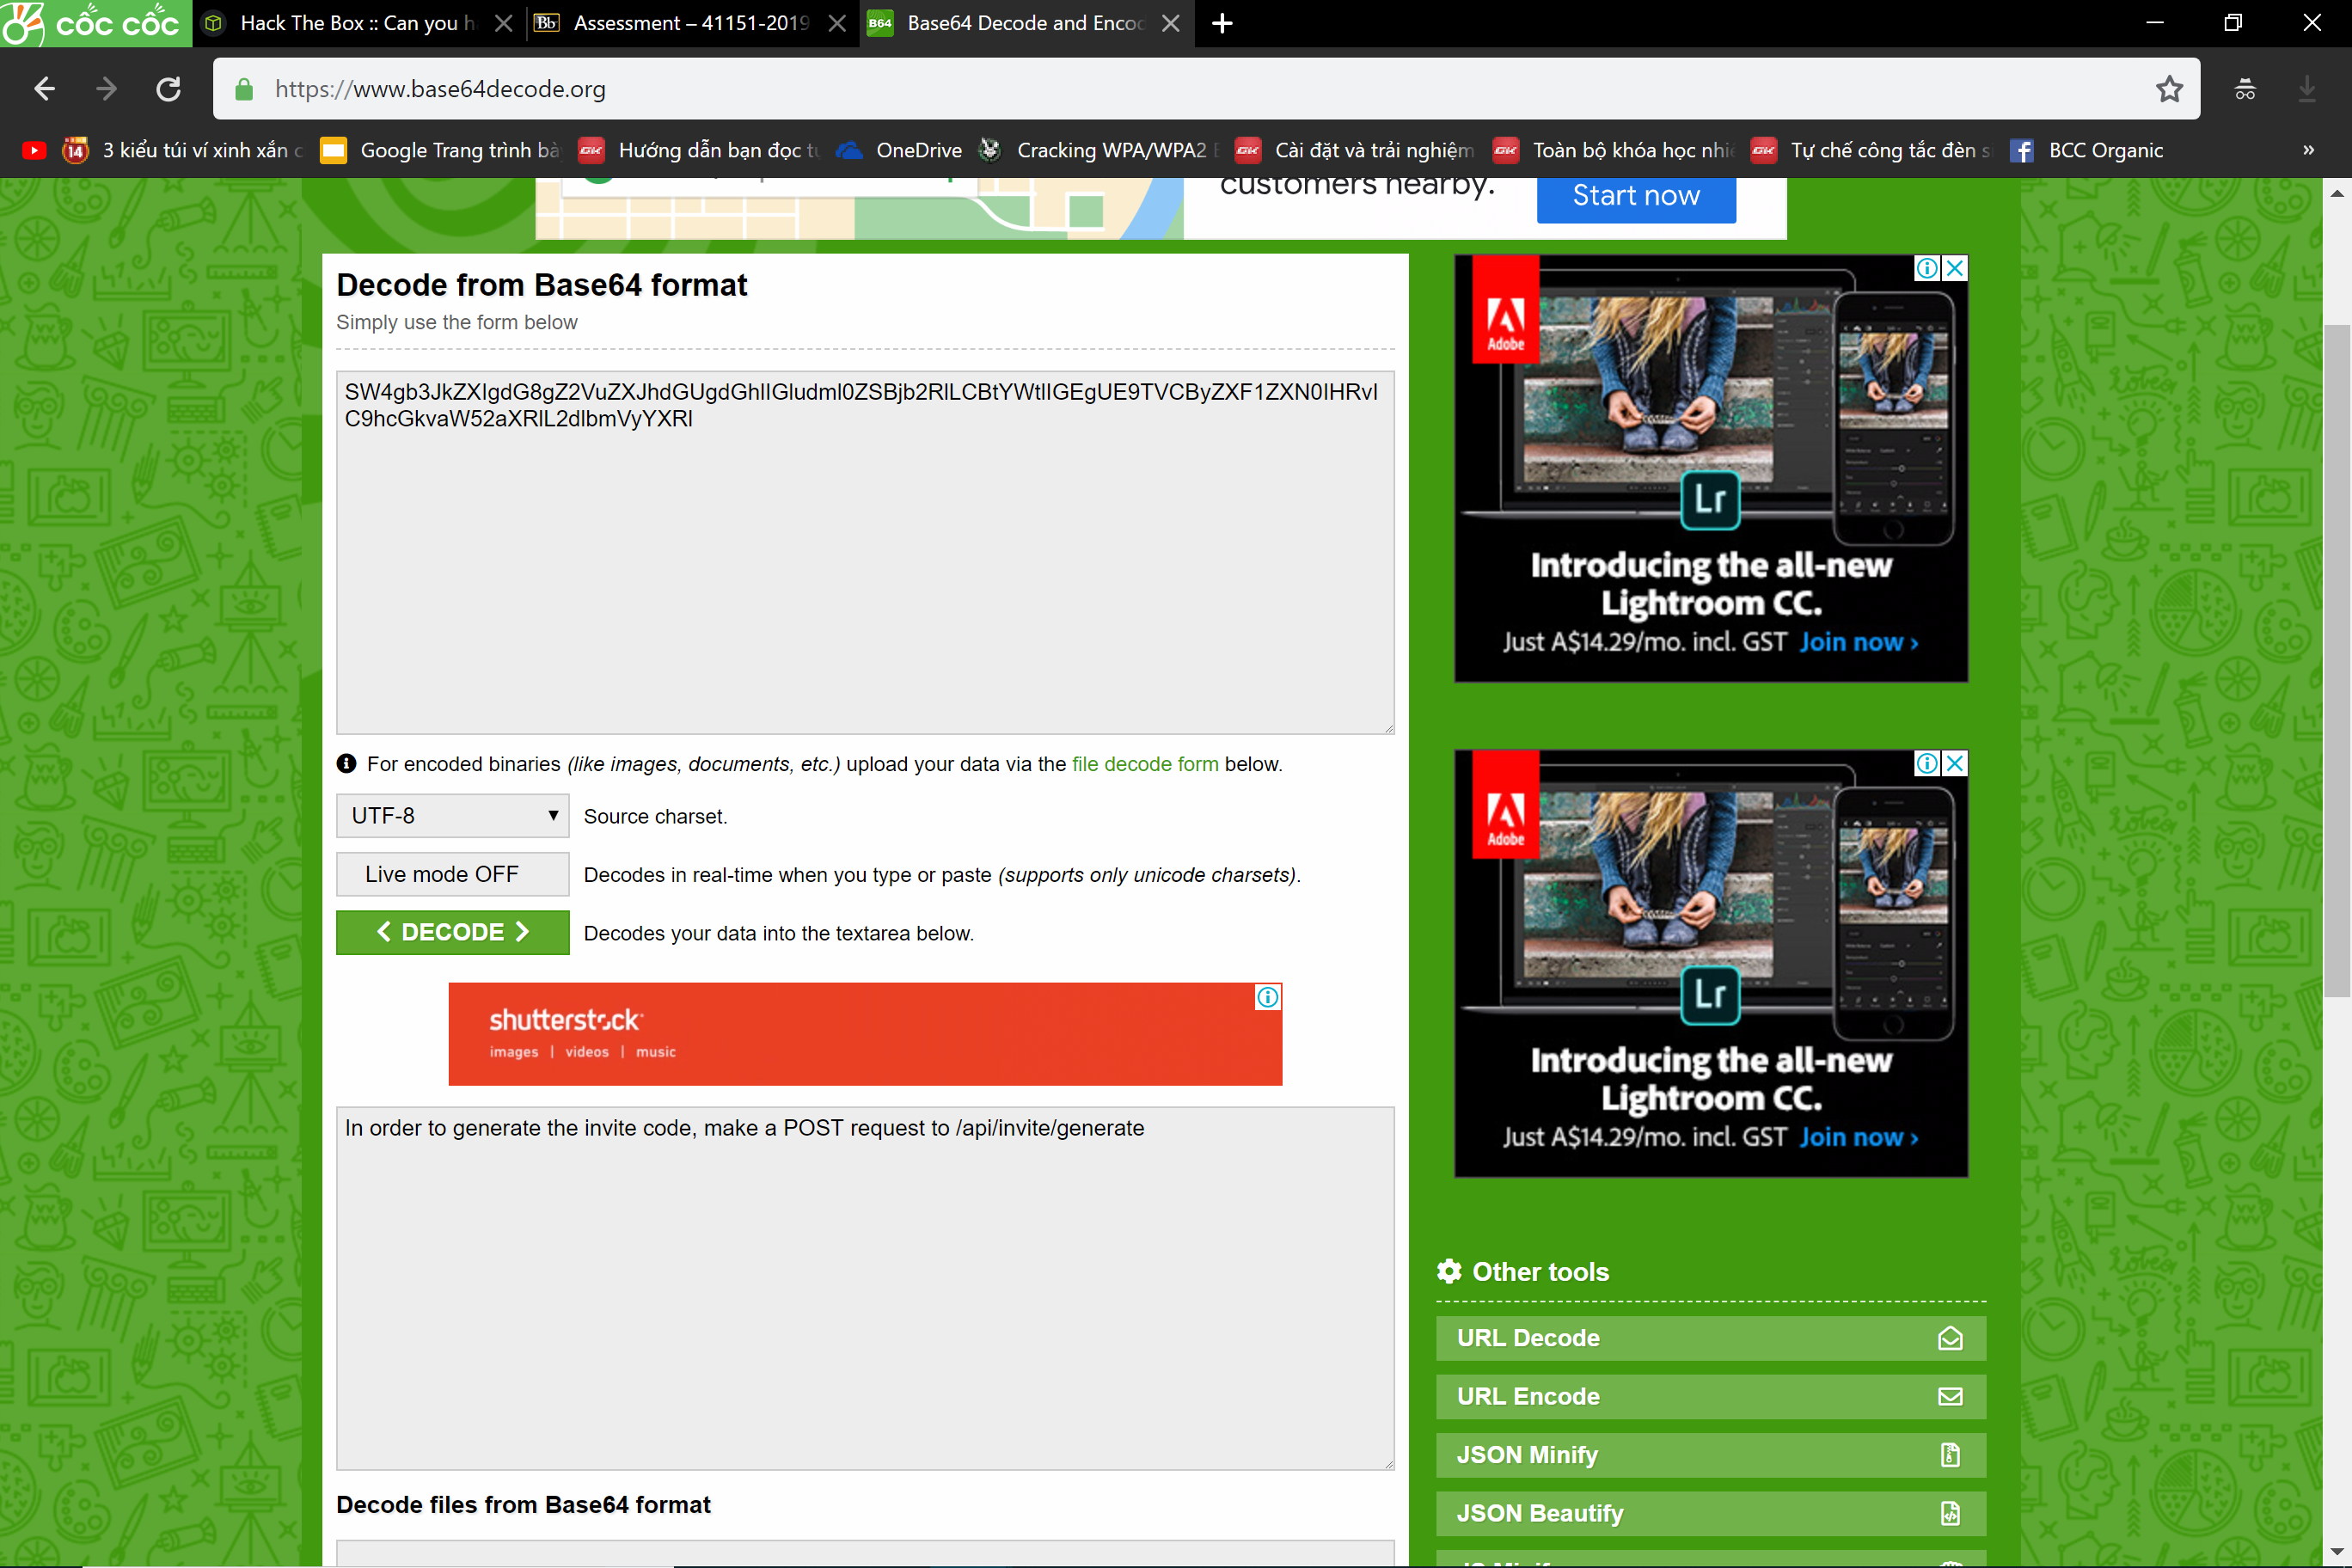 cốc cốc
Hack The Box :: Can you h
Assessment – 41151-2019
Base64 Decode and Enco
https://www.base64decode.org
3 kiểu túi ví xinh xắn c
Google Trang trình bà
Hướng dẫn bạn đọc t
OneDrive
Cracking WPA/WPA2
Cài đặt và trải nghiệm
Toàn bộ khóa học nhi
Tự chế công tắc đèn s
BCC Organic
»
customers nearby.
Start now
Decode from Base64 format
Simply use the form below
SW4gb3JkZXIgdG8gZ2VuZXJhdGUgdGhlIGludml0ZSBjb2RlLCBtYWtlIGEgUE9TVCByZXF1ZXN0IHRvI
C9hcGkvaW52aXRlL2dlbmVyYXRl
For encoded binaries (like images, documents, etc.) upload your data via the file decode form below.
UTF-8
Source charset.
Live mode OFF
Decodes in real-time when you type or paste (supports only unicode charsets).
DECODE
Decodes your data into the textarea below.
shutterstock
images | videos | music
In order to generate the invite code, make a POST request to /api/invite/generate
Decode files from Base64 format
Adobe
Lr
Introducing the all-new
Lightroom CC.
Just A$14.29/mo. incl. GST Join now ›
Adobe
Lr
Introducing the all-new
Lightroom CC.
Just A$14.29/mo. incl. GST Join now ›
Other tools
URL Decode
URL Encode
JSON Minify
JSON Beautify